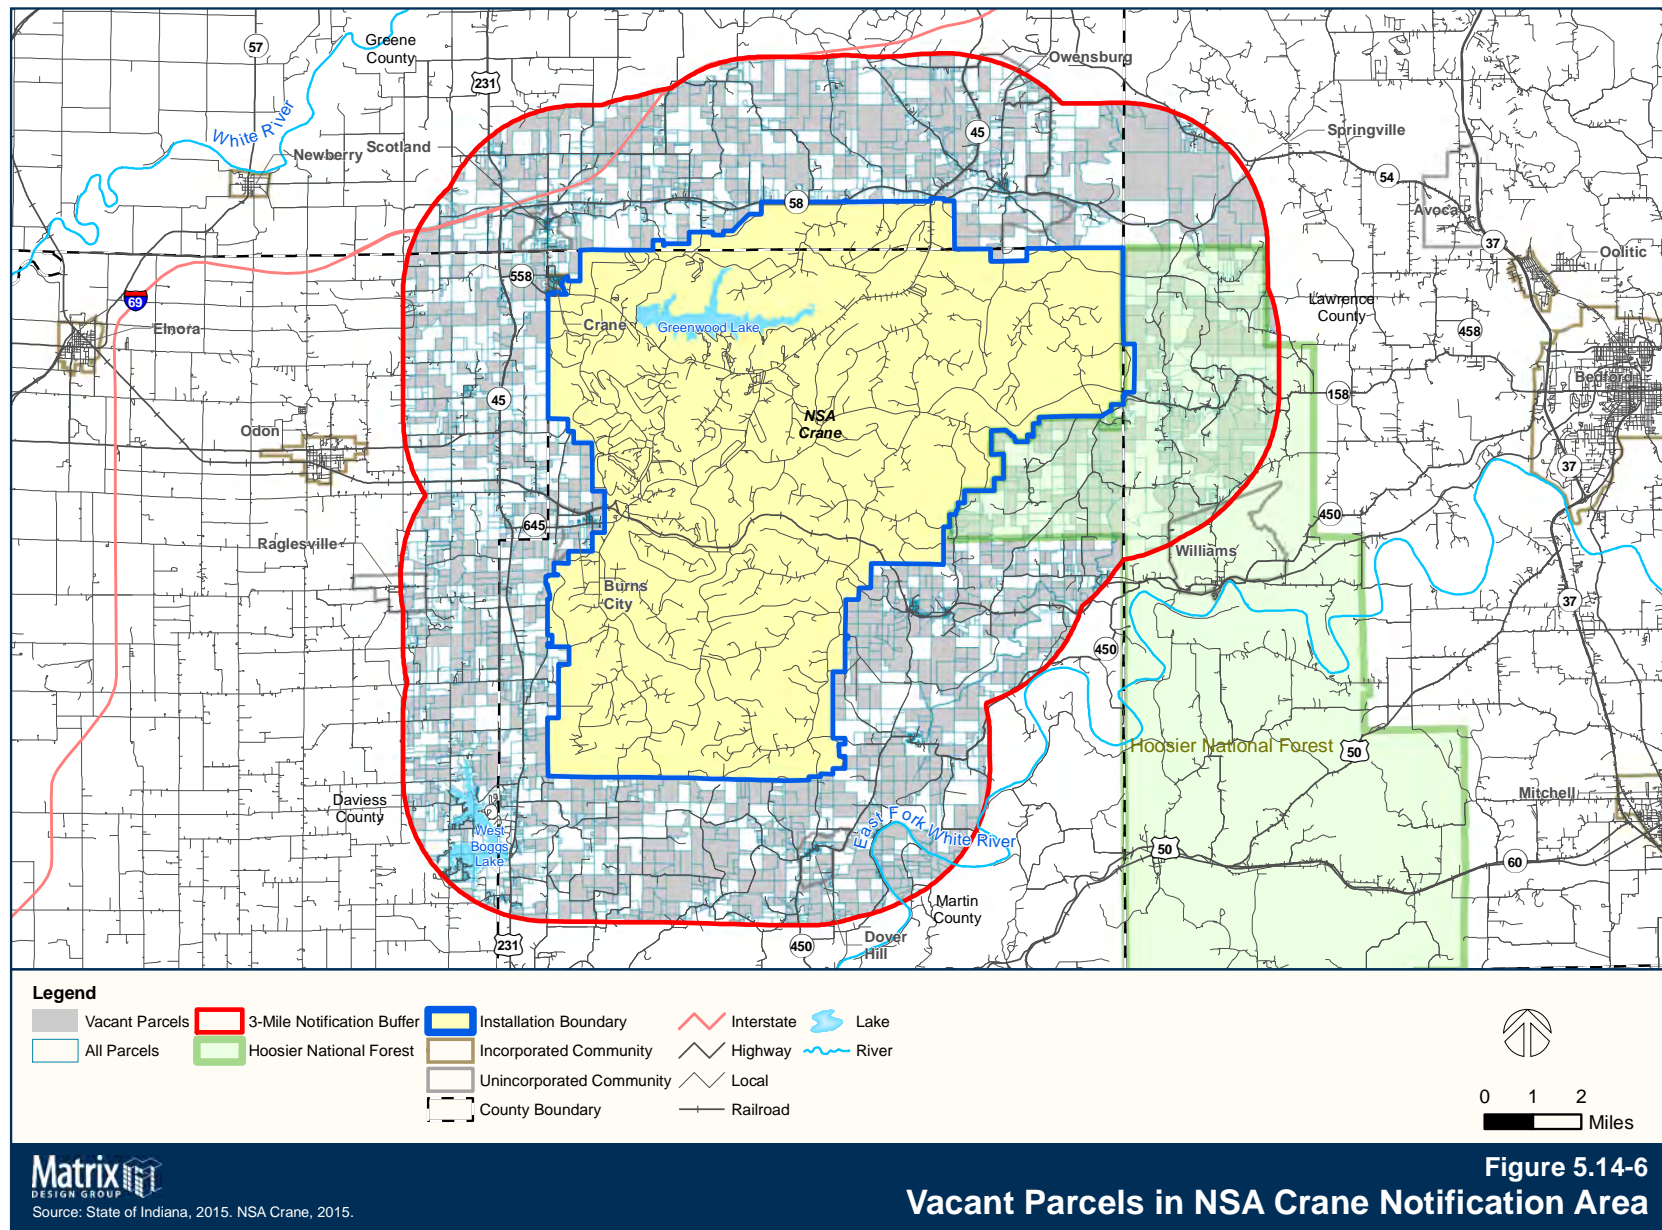 57
Greene
County
231
Owensburg
White River
Newberry
Scotland
45
Springville
54
58
Avoca
37
Oolitic
558
69
Elnora
Crane
Greenwood Lake
Lawrence
County
458
Bedford
45
158
NSA
Crane
Odon
37
645
450
Raglesville
Williams
Burns
City
37
450
Hoosier National Forest
50
Daviess
County
Mitchell
West
Boggs
Lake
East Fork White River
50
60
Martin
County
231
450
Dover
Hill
Legend
Vacant Parcels
3-Mile Notification Buffer
Installation Boundary
Interstate
Lake
All Parcels
Hoosier National Forest
Incorporated Community
Highway
River
Unincorporated Community
Local
County Boundary
Railroad
0 1 2
Miles
Matrix
DESIGN GROUP
Source: State of Indiana, 2015. NSA Crane, 2015.
Figure 5.14-6
Vacant Parcels in NSA Crane Notification Area